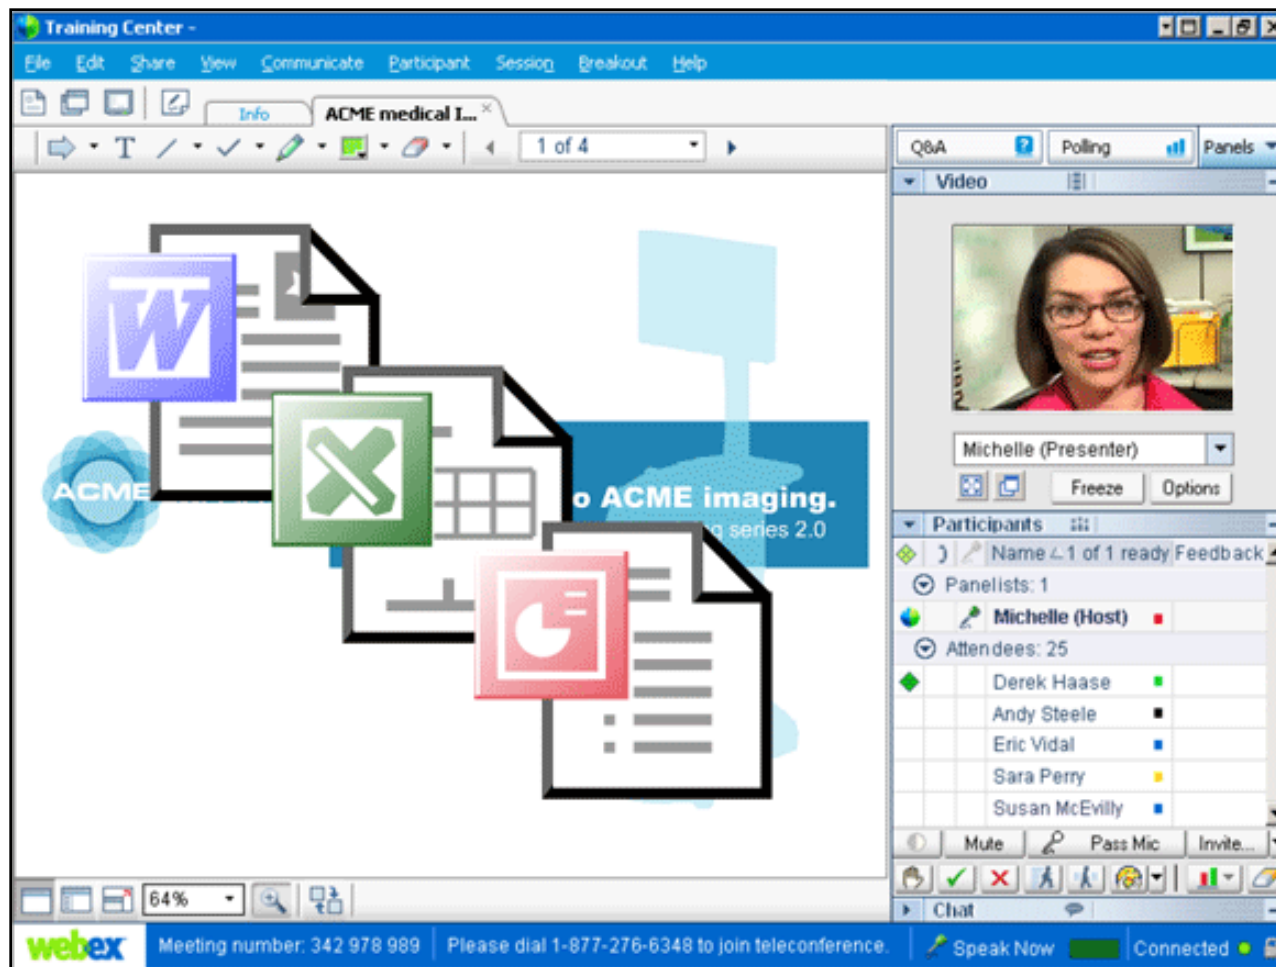 Training Center -
File Edit Share View Communicate Participant Session Breakout Help
Info ACME medical I...
T 1 of 4
Q&A Polling Panels
Video
W
ACME
o ACME imaging.
g series 2.0
Michelle (Presenter)
Freeze Options
Participants
Name 1 of 1 ready Feedback
Panelists: 1
Michelle (Host)
Attendees: 25
Derek Haase
Andy Steele
Eric Vidal
Sara Perry
Susan McEvilly
Mute Pass Mic Invite...
64%
Chat
webex Meeting number: 342 978 989 Please dial 1-877-276-6348 to join teleconference. Speak Now Connected